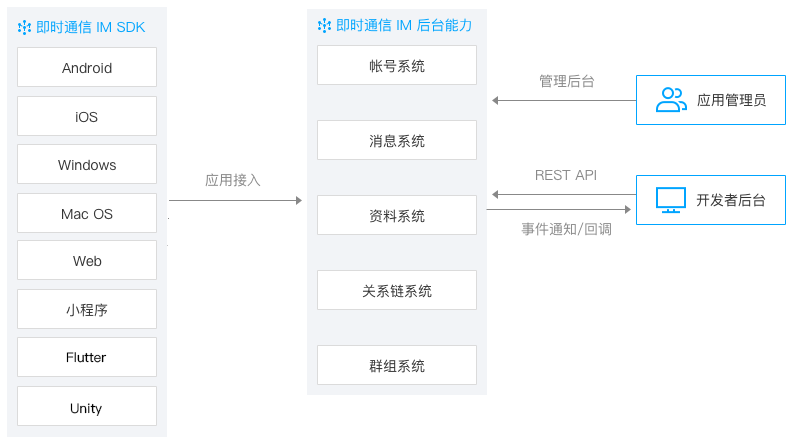 即时通信 IM SDK
Android
iOS
Windows
Mac OS
Web
小程序
Flutter
Unity
应用接入
即时通信 IM 后台能力
帐号系统
消息系统
资料系统
关系链系统
群组系统
管理后台
应用管理员
REST API
事件通知/回调
开发者后台